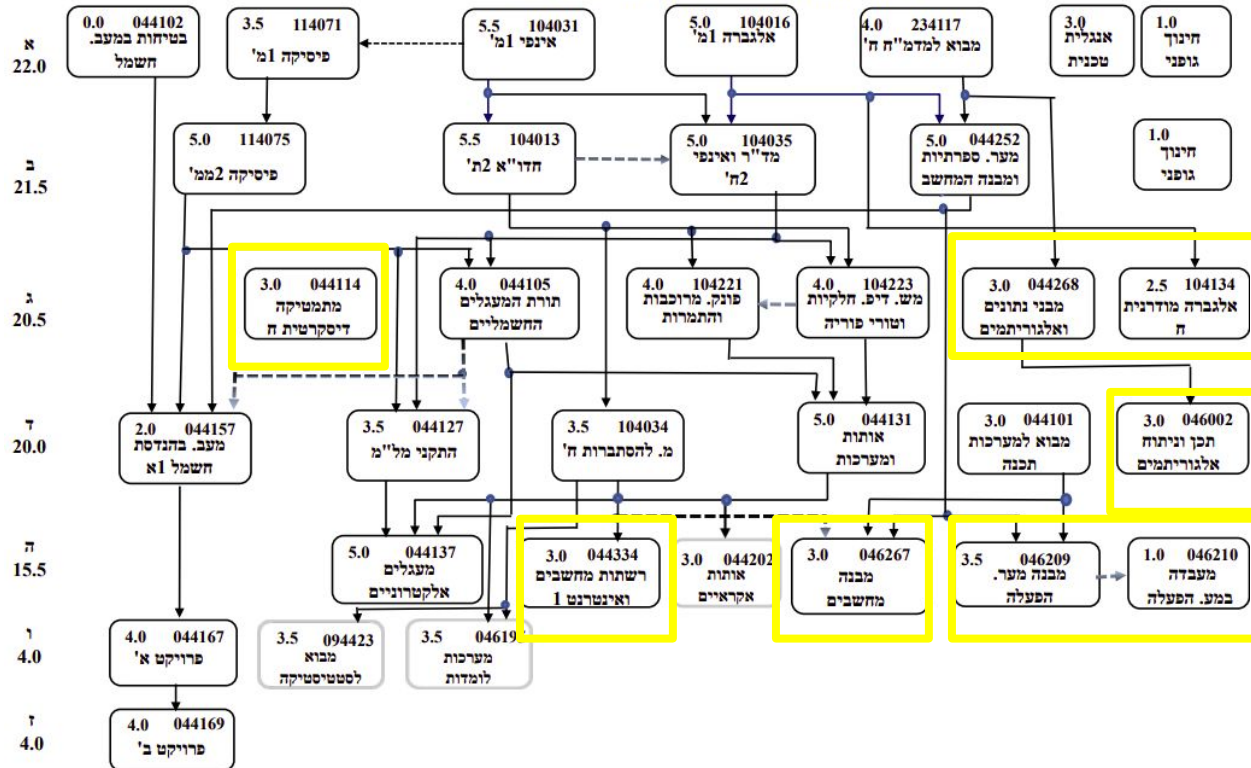 א
22.0
0.0 044102
בטיחות במעב.
חשמל
3.5 114071
פיסיקה 1מ'
5.5 104031
אינפי 1מ'
5.0 104016
אלגברה 1מ'
4.0 234117
מבוא למדמ"ח ח'
3.0
אנגלית
טכנית
1.0
חינוך
גופני
ב
21.5
5.0 114075
פיסיקה 2ממ'
5.5 104013
חדו"א 2ת'
5.0 104035
מד"ר ואינפי
2ח'
5.0 044252
מער. ספרתיות
ומבנה המחשב
1.0
חינוך
גופני
ג
20.5
3.0 044114
מתמטיקה
דיסקרטית ח
4.0 044105
תורת המעגלים
החשמליים
4.0 104221
פונק. מרוכבות
והתמרות
4.0 104223
מש. דיפ. חלקיות
וטורי פוריה
3.0 044268
מבני נתונים
ואלגוריתמים
2.5 104134
אלגברה מודרנית
ח
ד
20.0
2.0 044157
מעב. בהנדסת
חשמל 1א
3.5 044127
התקני מל"מ
3.5 104034
מ. להסתברות ח'
5.0 044131
אותות
ומערכות
3.0 044101
מבוא למערכות
תכנה
3.0 046002
תכן וניתוח
אלגוריתמים
ה
15.5
5.0 044137
מעגלים
אלקטרוניים
3.0 044334
רשתות מחשבים
ואינטרנט 1
3.0 044202
אותות
אקראיים
3.0 046267
מבנה
מחשבים
3.5 046209
מבנה מער.
הפעלה
1.0 046210
מעבדה
במע. הפעלה
ו
4.0
4.0 044167
פרויקט א'
3.5 094423
מבוא
לסטטיסטיקה
3.5
מערכות
לומדות
ז
4.0
4.0 044169
פרויקט ב'